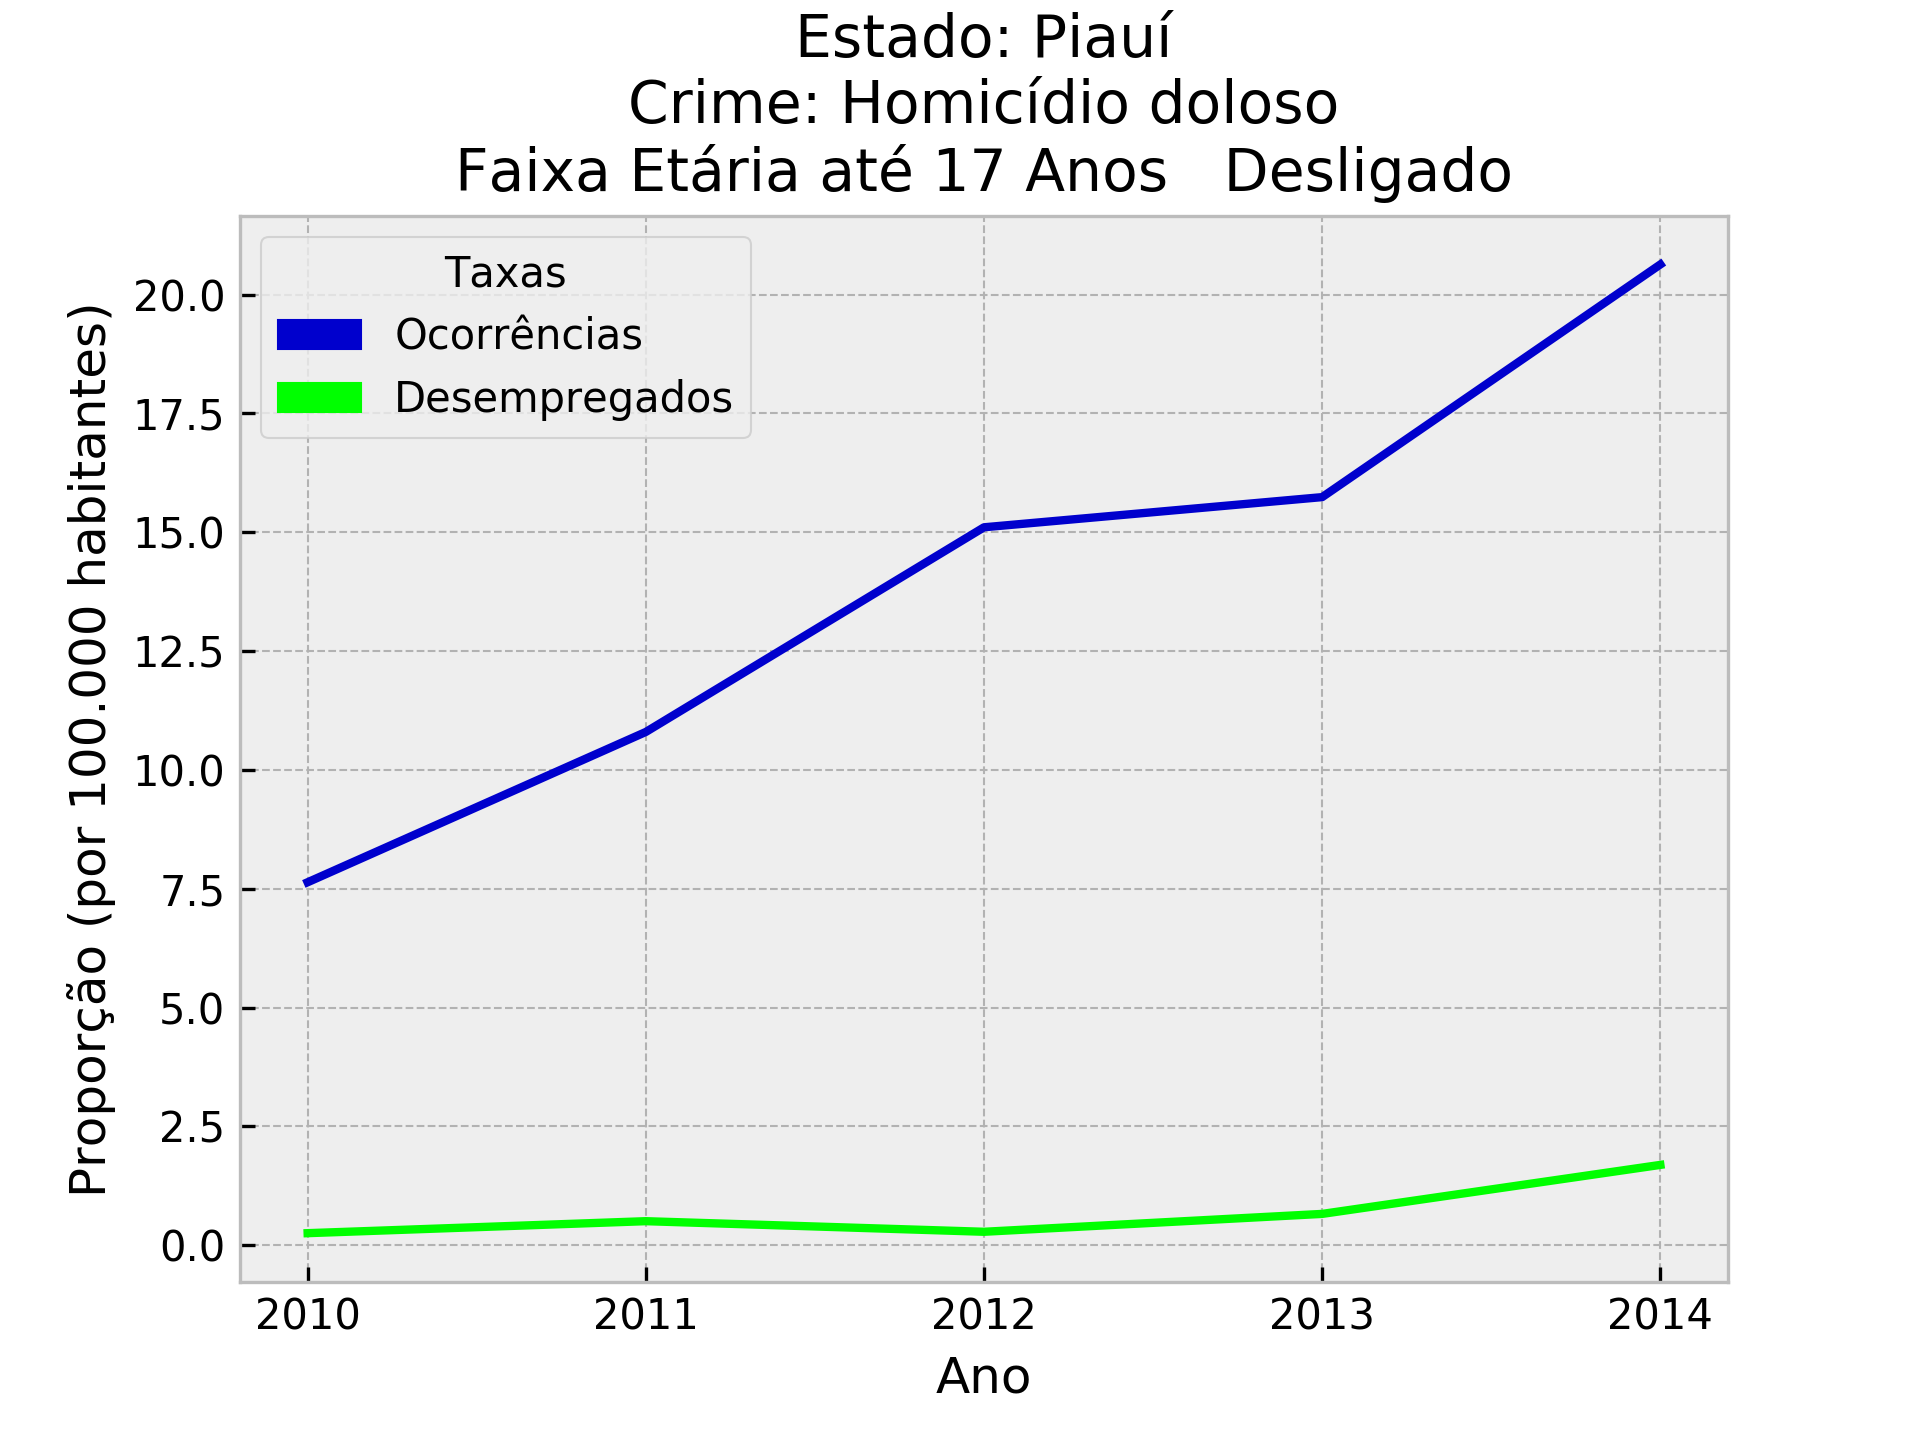 Estado: Piauí
Crime: Homicídio doloso
Faixa Etária até 17 Anos   Desligado
Taxas
Ocorrências
Desempregados
Proporção (por 100.000 habitantes)
20.0
17.5
15.0
12.5
10.0
7.5
5.0
2.5
0.0
2010 2011 2012 2013 2014
Ano